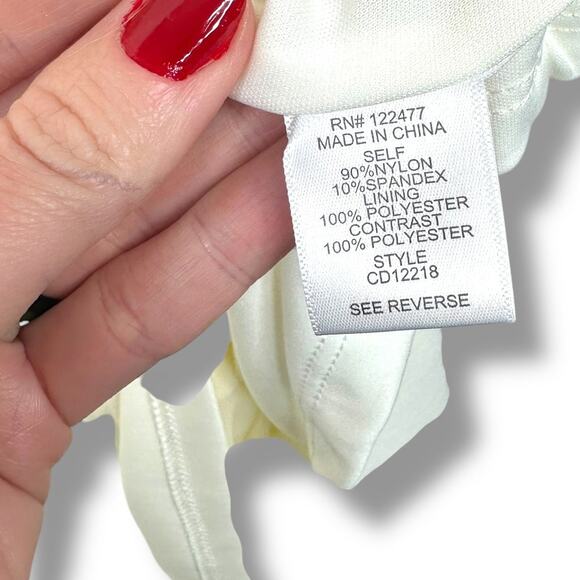 RN# 122477
MADE IN CHINA
SELF
90%NYLON
10%SPANDEX
LINING
100% POLYESTER
CONTRAST
100% POLYESTER
STYLE
CD12218
SEE REVERSE